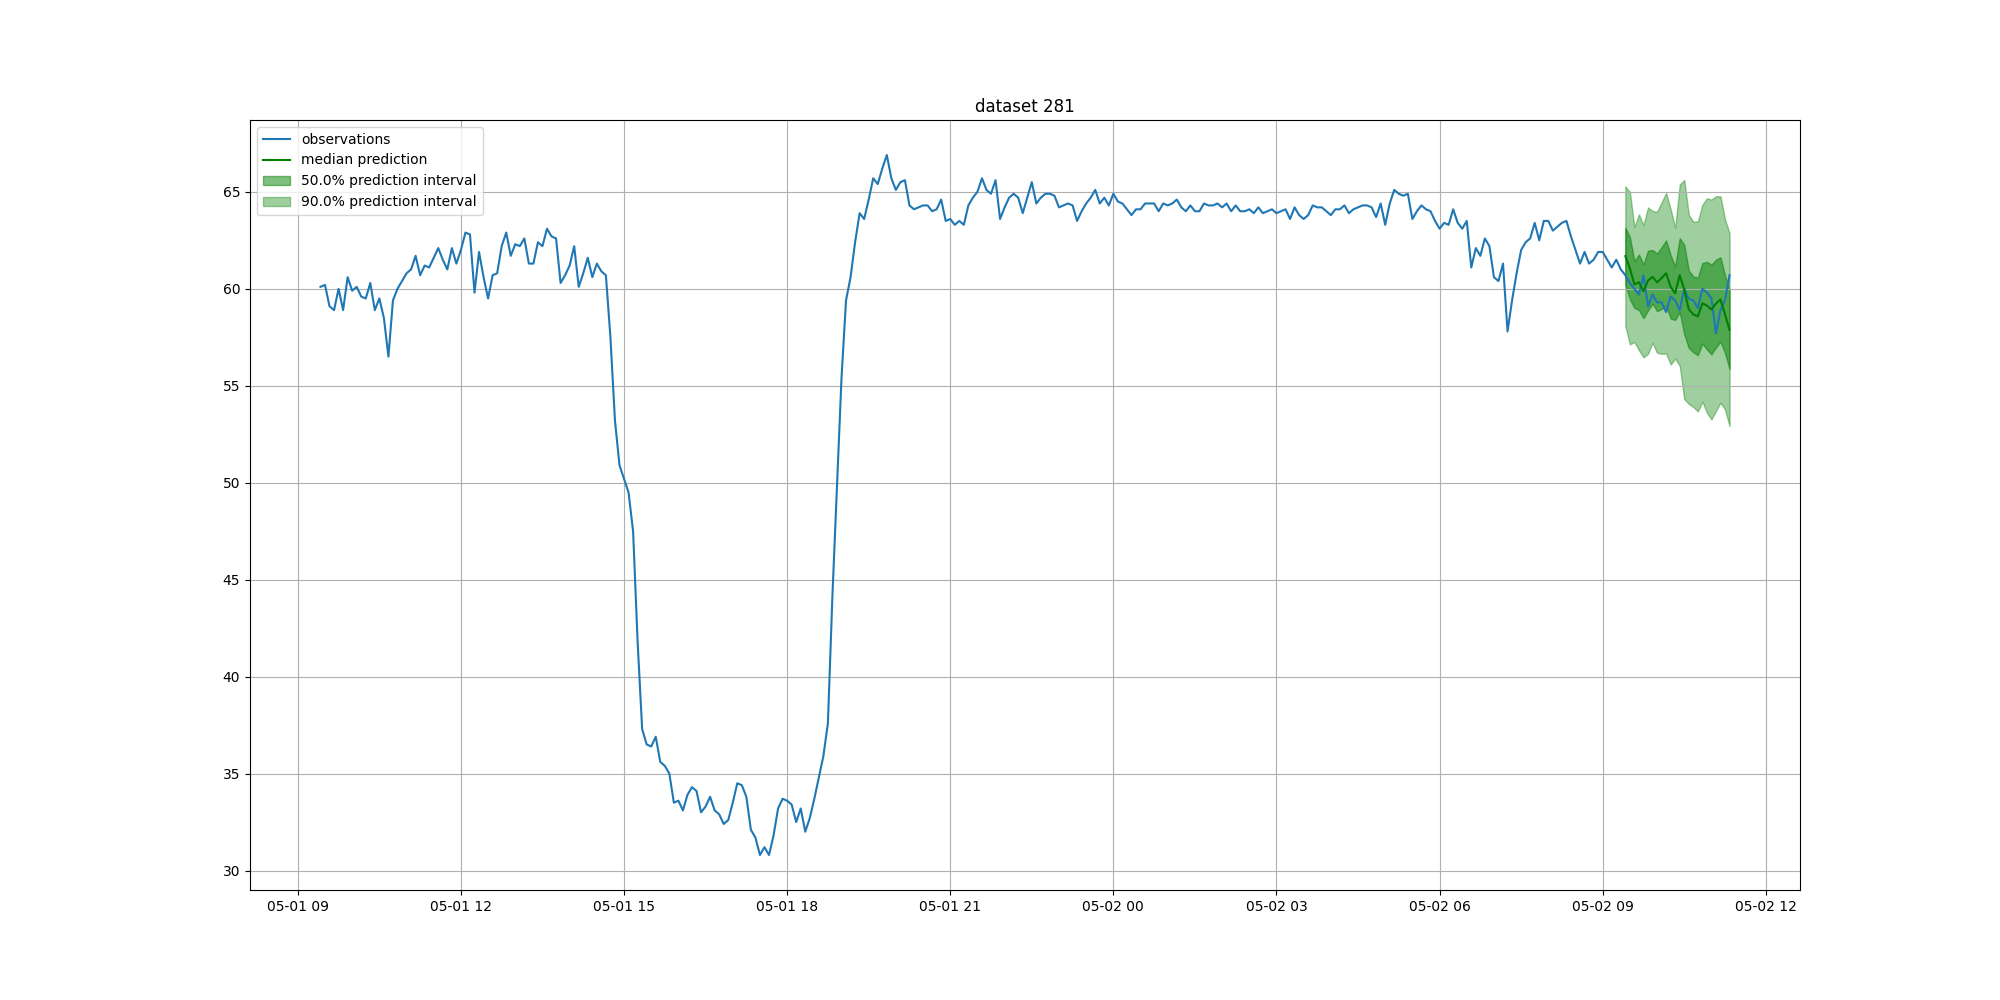 dataset 281
observations
median prediction
50.0% prediction interval
90.0% prediction interval
65
60
55
50
45
40
35
30
05-01 09 05-01 12 05-01 15 05-01 18 05-01 21 05-02 00 05-02 03 05-02 06 05-02 09 05-02 12